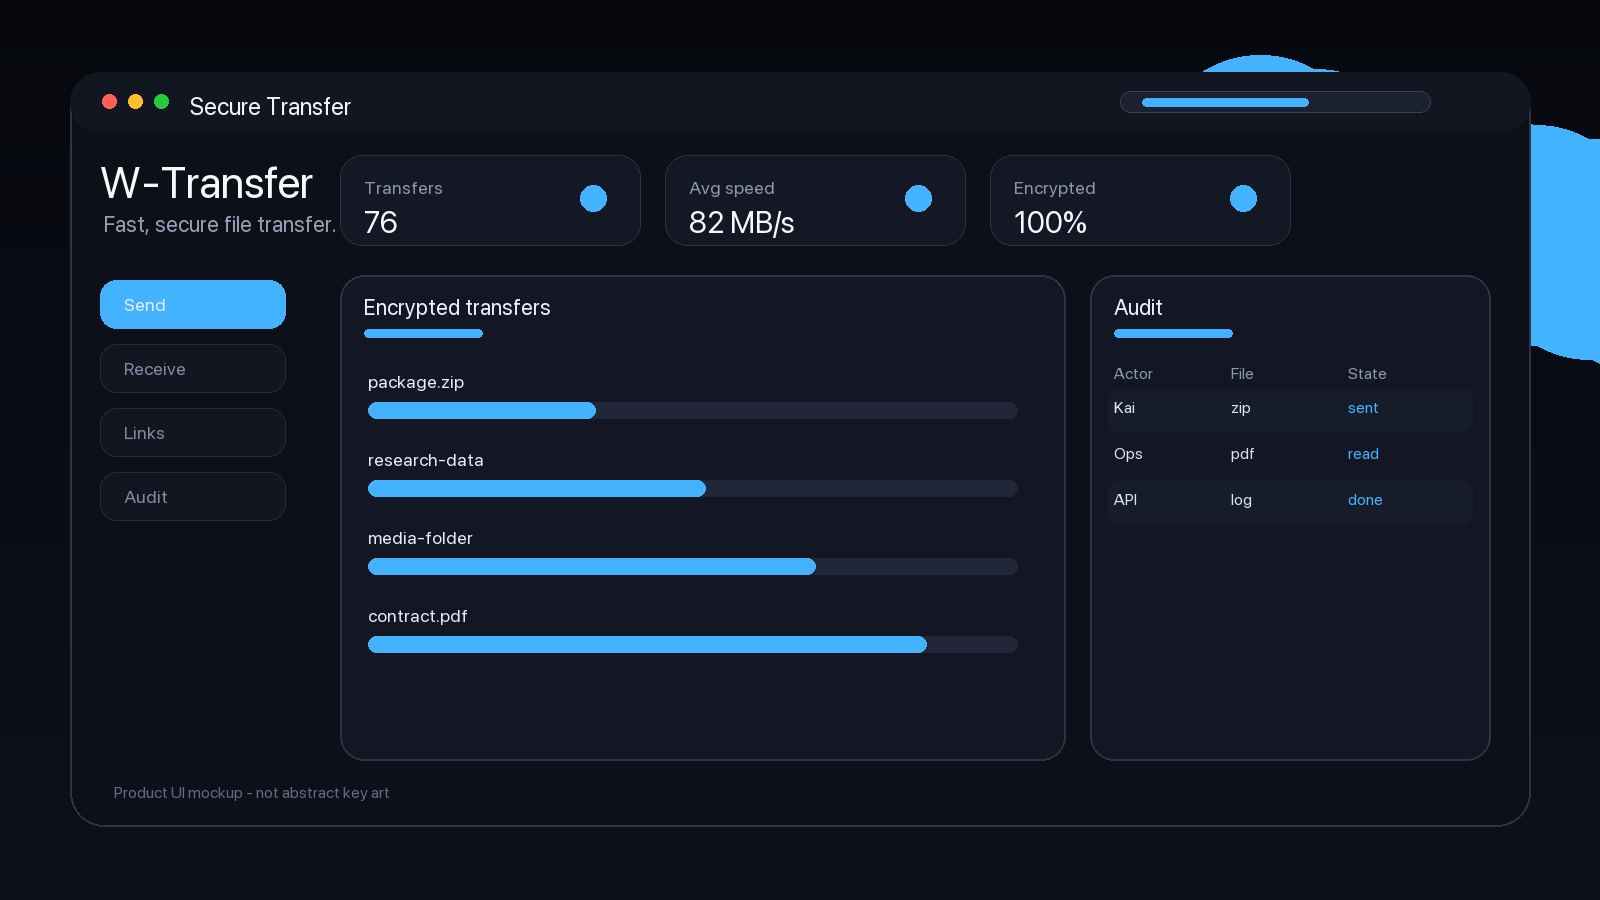 Secure Transfer
W-Transfer
Fast, secure file transfer.
Transfers
76
Avg speed
82 MB/s
Encrypted
100%
Send
Receive
Links
Audit
Encrypted transfers
package.zip
research-data
media-folder
contract.pdf
Audit
Actor File State
Kai zip sent
Ops pdf read
API log done
Product UI mockup - not abstract key art